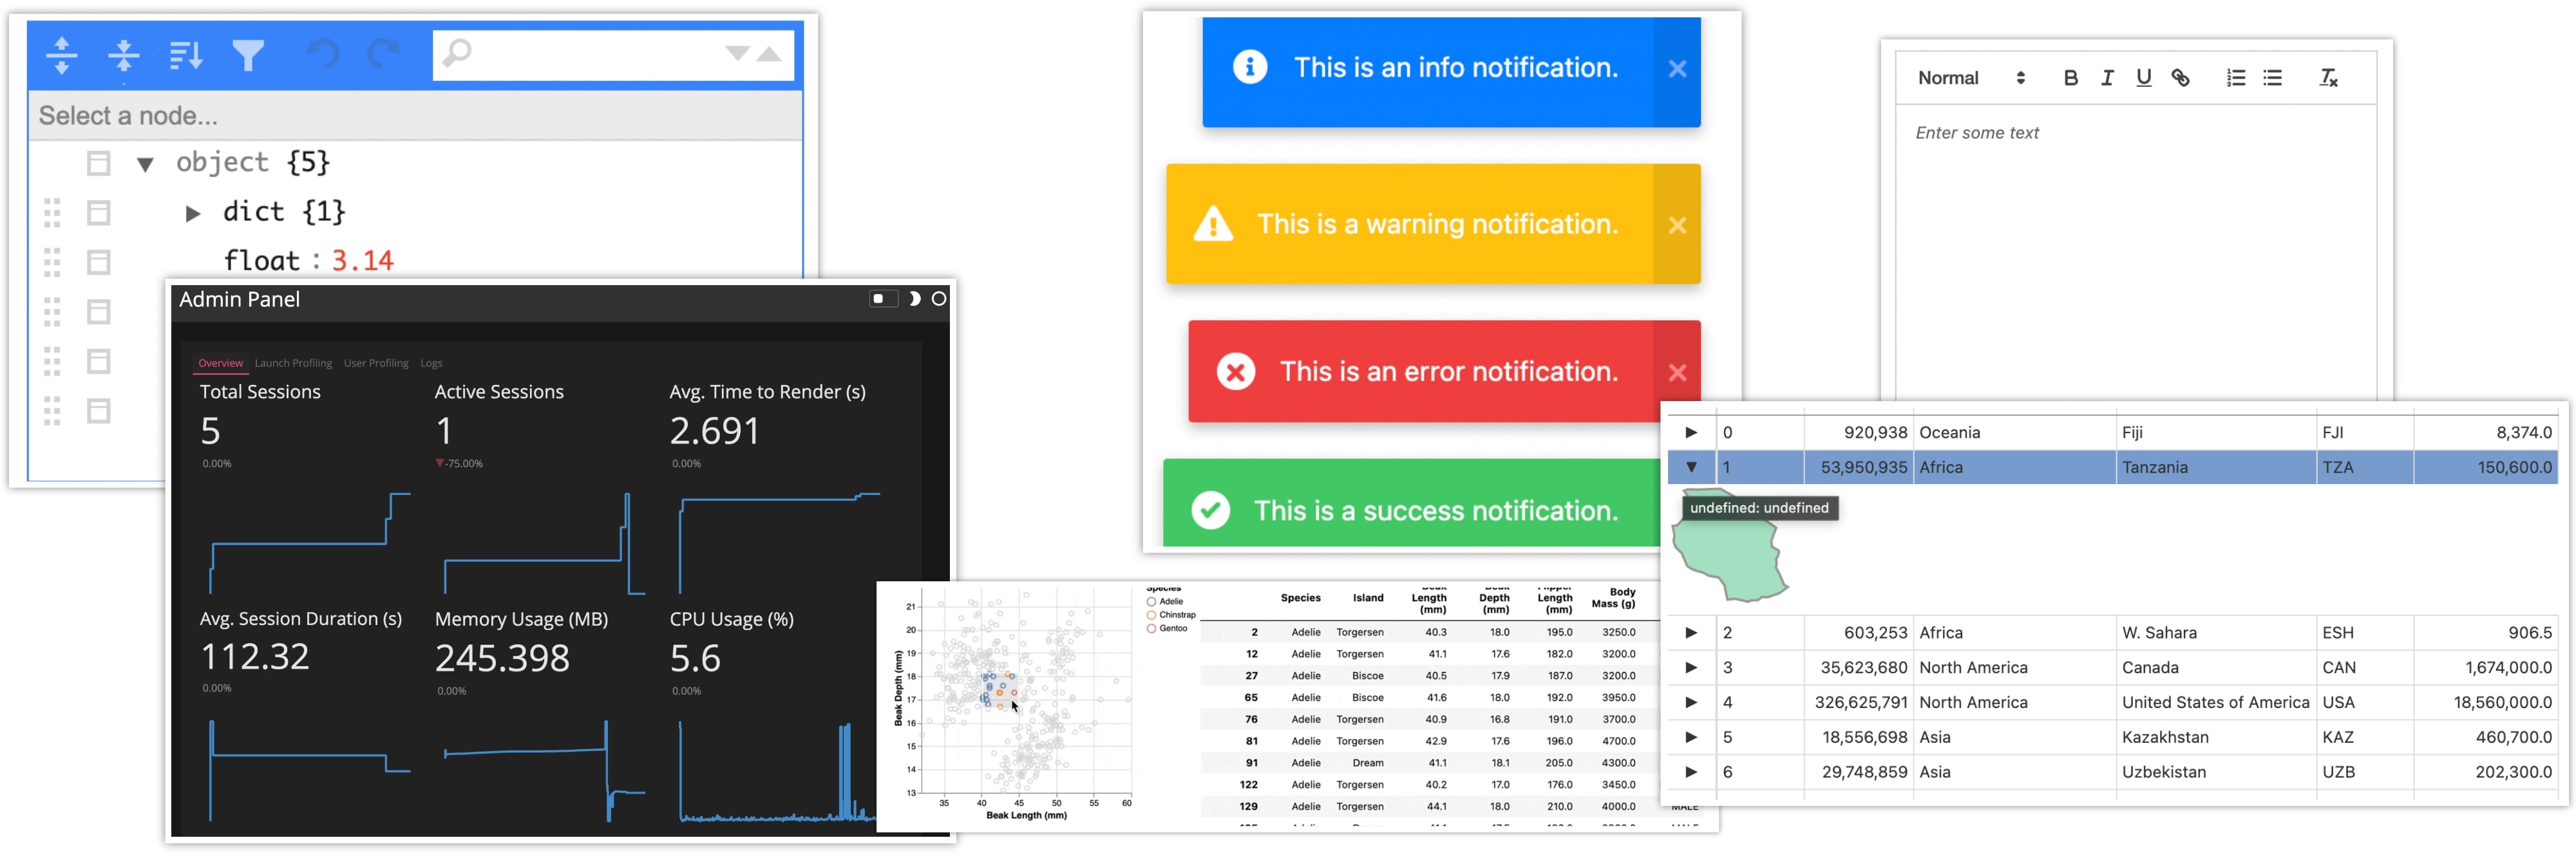 Select a node...
object {5}
dict {1}
float : 3.14
Admin Panel
Overview Launch Profiling User Profiling Logs
Total Sessions Active Sessions Avg. Time to Render (s)
5 1 2.691
0.00% ▼-75.00% 0.00%
Avg. Session Duration (s) Memory Usage (MB) CPU Usage (%)
112.32 245.398 5.6
0.00% 0.00% 0.00%
This is an info notification. ×
This is a warning notification. ×
This is an error notification. ×
This is a success notification.
Normal B I U
Enter some text
Species
Adelie
Chinstrap
Gentoo
21
20
19
18
17
16
15
14
13
Beak Depth (mm)
35 40 45 50 55 60
Beak Length (mm)
Species Island Beak Length (mm) Beak Depth (mm) Flipper Length (mm) Body Mass (g)
2 Adelie Torgersen 40.3 18.0 195.0 3250.0
12 Adelie Torgersen 41.1 17.6 182.0 3200.0
27 Adelie Biscoe 40.5 17.9 187.0 3200.0
65 Adelie Biscoe 41.6 18.0 192.0 3950.0
76 Adelie Torgersen 40.9 16.8 191.0 3700.0
81 Adelie Torgersen 42.9 17.6 196.0 4700.0
91 Adelie Dream 41.1 18.1 205.0 4300.0
122 Adelie Torgersen 40.2 17.0 176.0 3450.0
129 Adelie Torgersen 44.1 18.0 210.0 4000.0 MALE
0 920,938 Oceania Fiji FJI 8,374.0
1 53,950,935 Africa Tanzania TZA 150,600.0
undefined: undefined
2 603,253 Africa W. Sahara ESH 906.5
3 35,623,680 North America Canada CAN 1,674,000.0
4 326,625,791 North America United States of America USA 18,560,000.0
5 18,556,698 Asia Kazakhstan KAZ 460,700.0
6 29,748,859 Asia Uzbekistan UZB 202,300.0